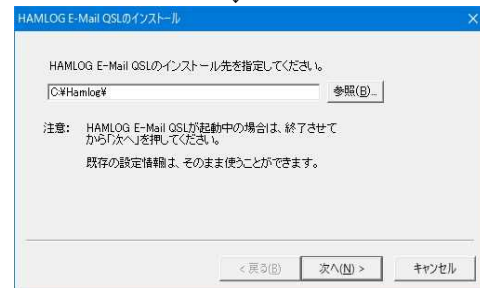 HAMLOG E-Mail QSLのインストール
HAMLOG E-Mail QSLのインストール先を指定してください。
C:¥Hamlog¥
参照(B)...
注意: HAMLOG E-Mail QSLが起動中の場合は、終了させて
から「次へ」を押してください。
既存の設定情報は、そのまま使うことができます。
< 戻る(B)
次へ(N) >
キャンセル